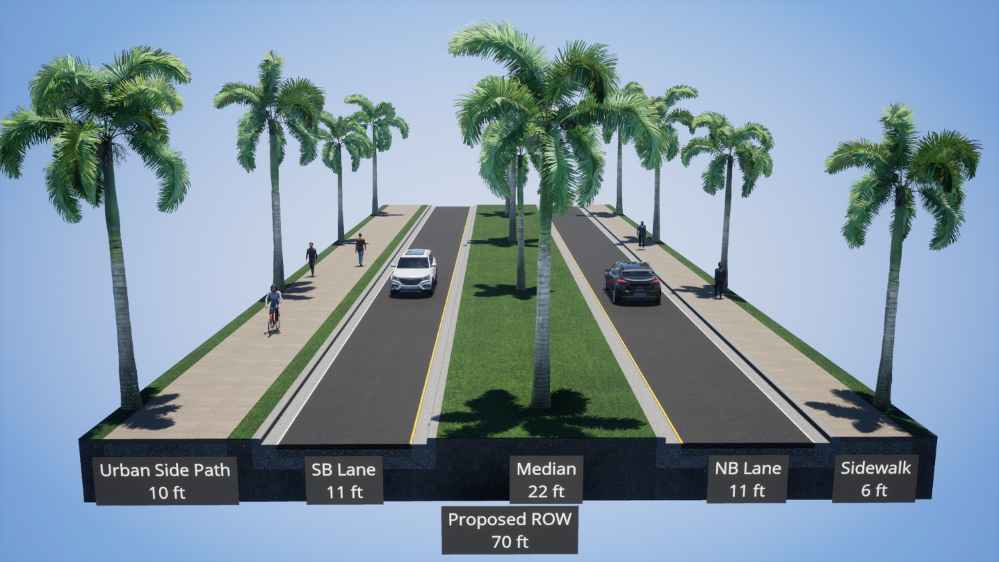 Urban Side Path
10 ft
SB Lane
11 ft
Median
22 ft
NB Lane
11 ft
Sidewalk
6 ft
Proposed ROW
70 ft